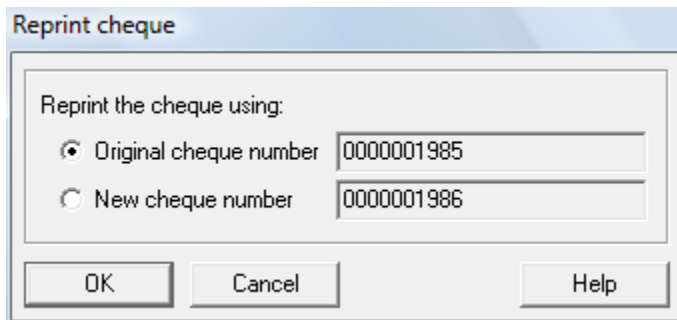 Reprint cheque
Reprint the cheque using:
Original cheque number 0000001985
New cheque number 0000001986
OK Cancel Help